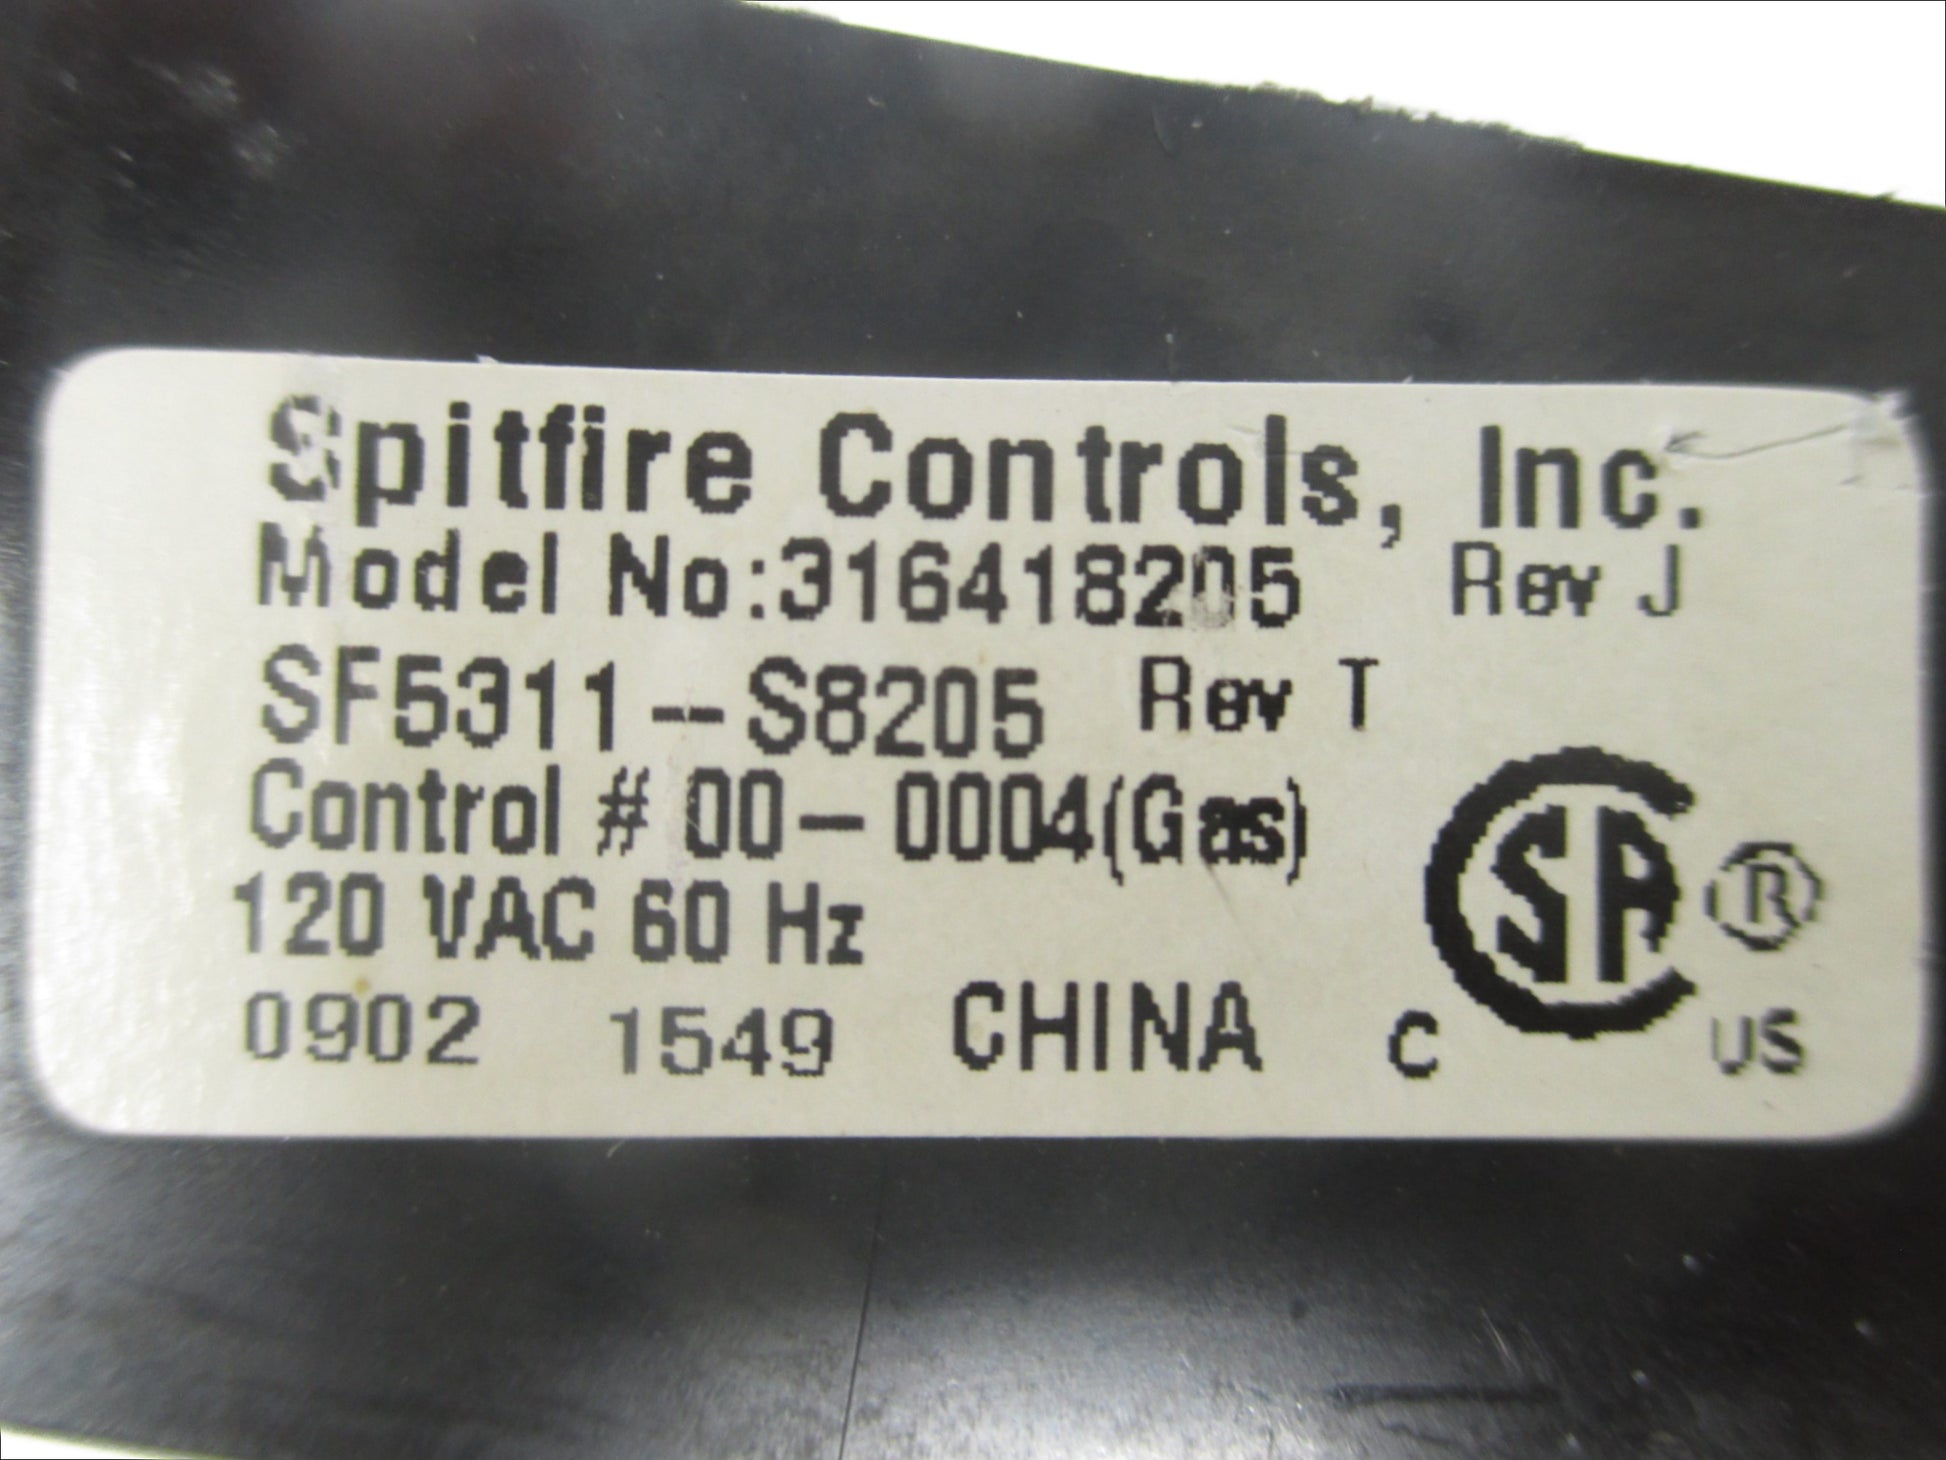 Spitfire Controls, Inc.
Model No:316418205 Rev J
SF5311-S8205 Rev T
Control # 00-0004(Gas)
120 VAC 60 Hz
0902 1549 CHINA
C SA ® US